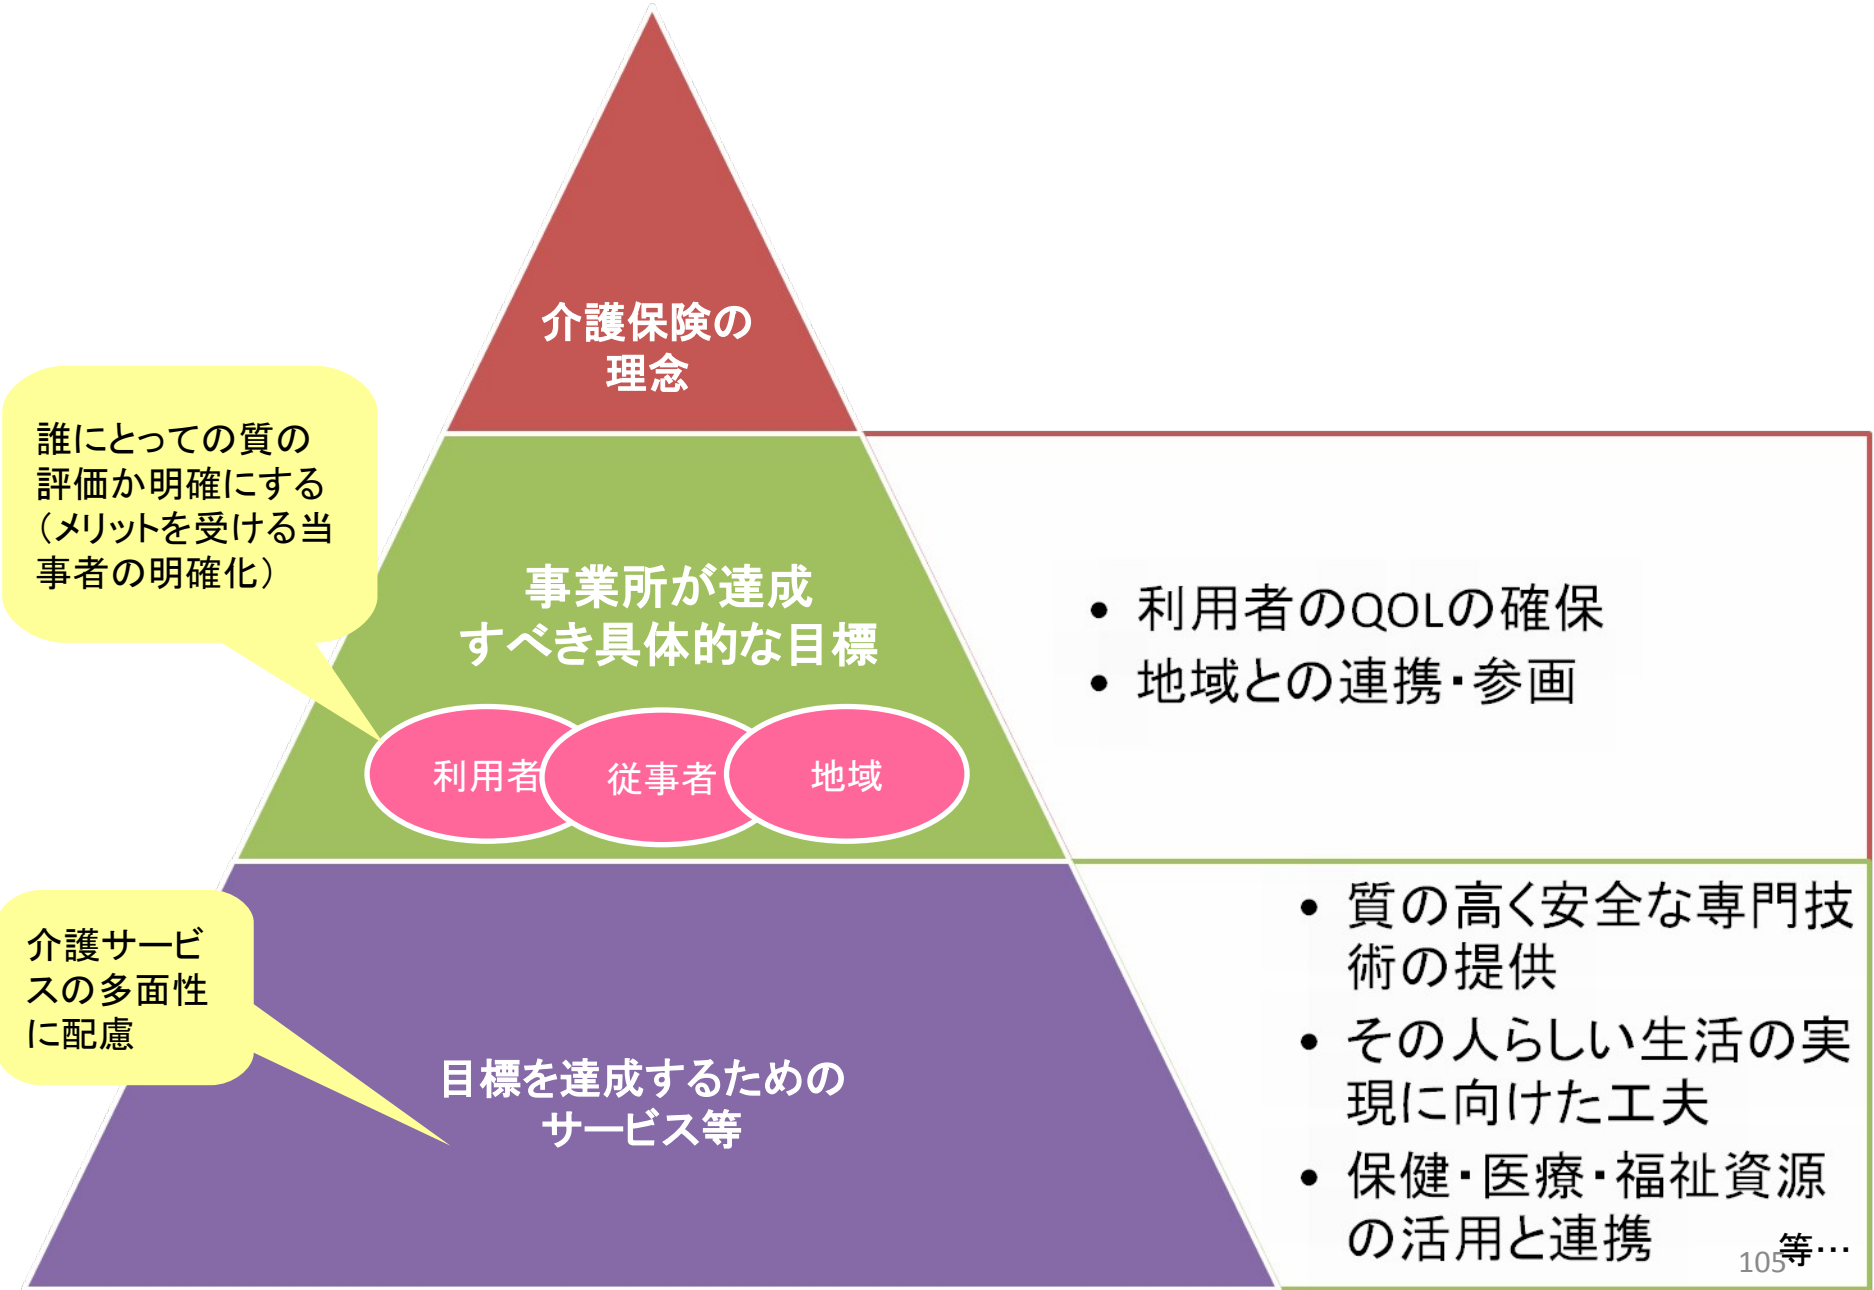 介護保険の
理念
誰にとっての質の
評価か明確にする
（メリットを受ける当
事者の明確化）
事業所が達成
すべき具体的な目標
利用者
従事者
地域
• 利用者のQOLの確保
• 地域との連携・参画
介護サービ
スの多面性
に配慮
目標を達成するための
サービス等
• 質の高く安全な専門技
術の提供
• その人らしい生活の実
現に向けた工夫
• 保健・医療・福祉資源
の活用と連携
等…
105